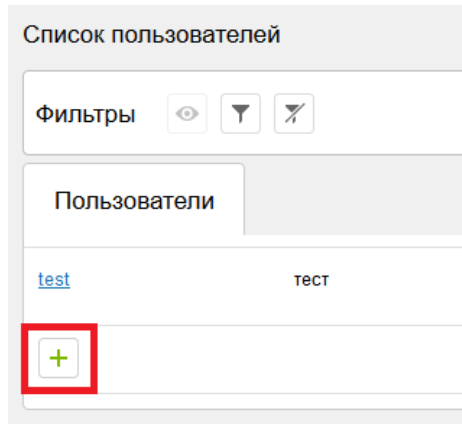 Список пользователей
Фильтры
Пользователи
test тест